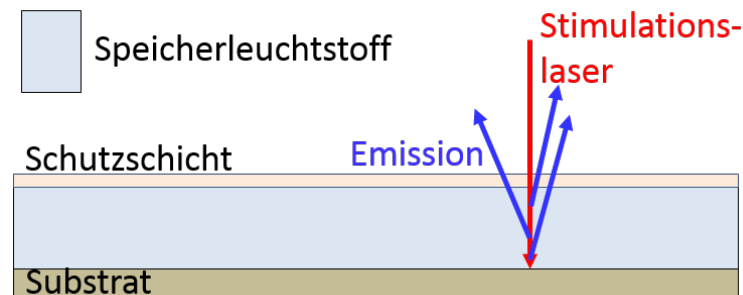 Speicherleuchtstoff
Stimulations-
laser
Schutzschicht
Emission
Substrat